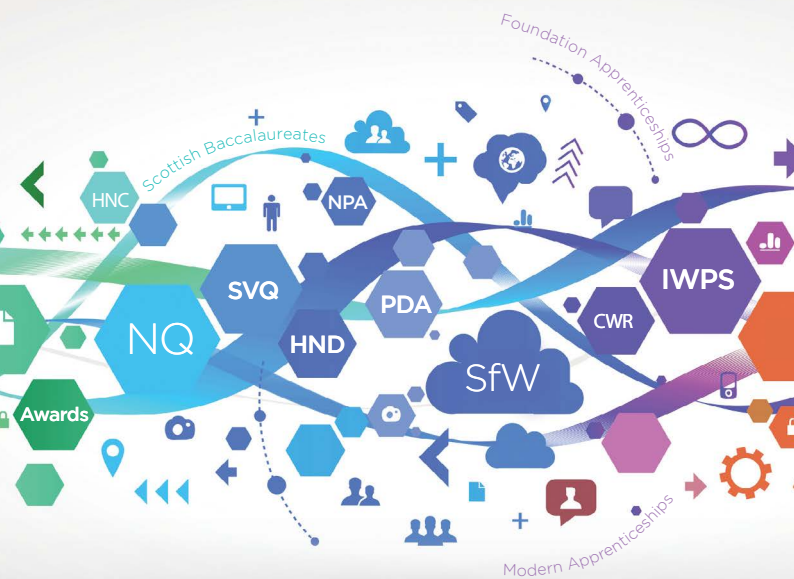 Foundation Apprenticeships
Scottish Baccalaureates
HNC
NPA
SVQ
IWPS
PDA
NQ
HND
CWR
SfW
Awards
Modern Apprenticeships